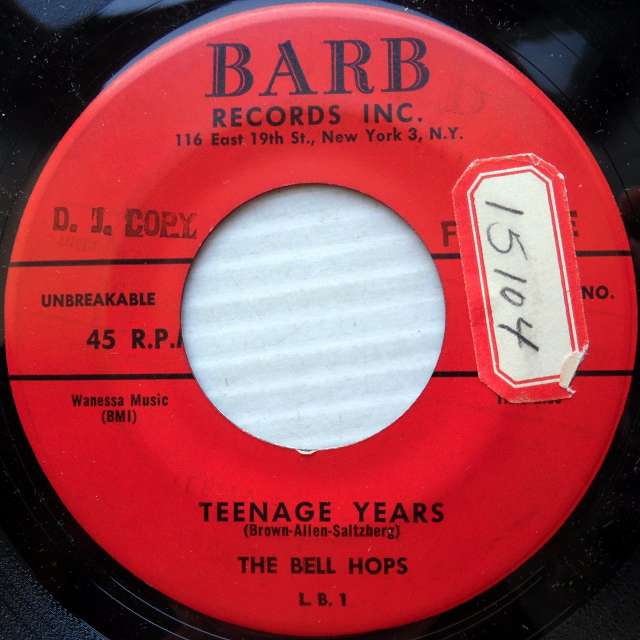 BARB
RECORDS INC.
116 East 19th St., New York 3, N.Y.
D. J. COPY
UNBREAKABLE
NO.
45 R.P.
15104
Wanessa Music
(BMI)
TEENAGE YEARS
(Brown-Allen-Saltzberg)
THE BELL HOPS
L. B. 1